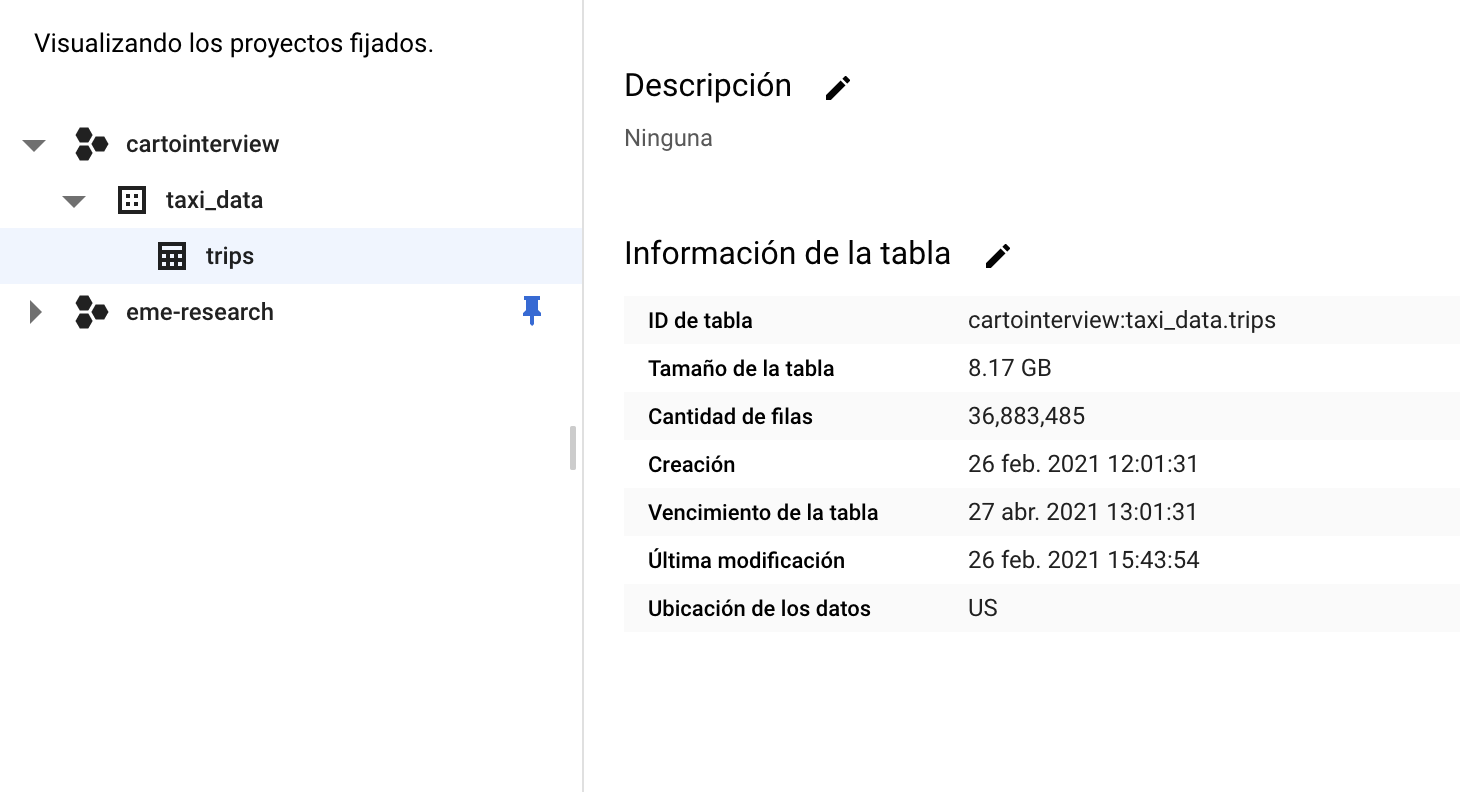 Visualizando los proyectos fijados.
cartointerview
taxi_data
trips
eme-research
Descripción
Ninguna
Información de la tabla
ID de tabla cartointerview:taxi_data.trips
Tamaño de la tabla 8.17 GB
Cantidad de filas 36,883,485
Creación 26 feb. 2021 12:01:31
Vencimiento de la tabla 27 abr. 2021 13:01:31
Última modificación 26 feb. 2021 15:43:54
Ubicación de los datos US